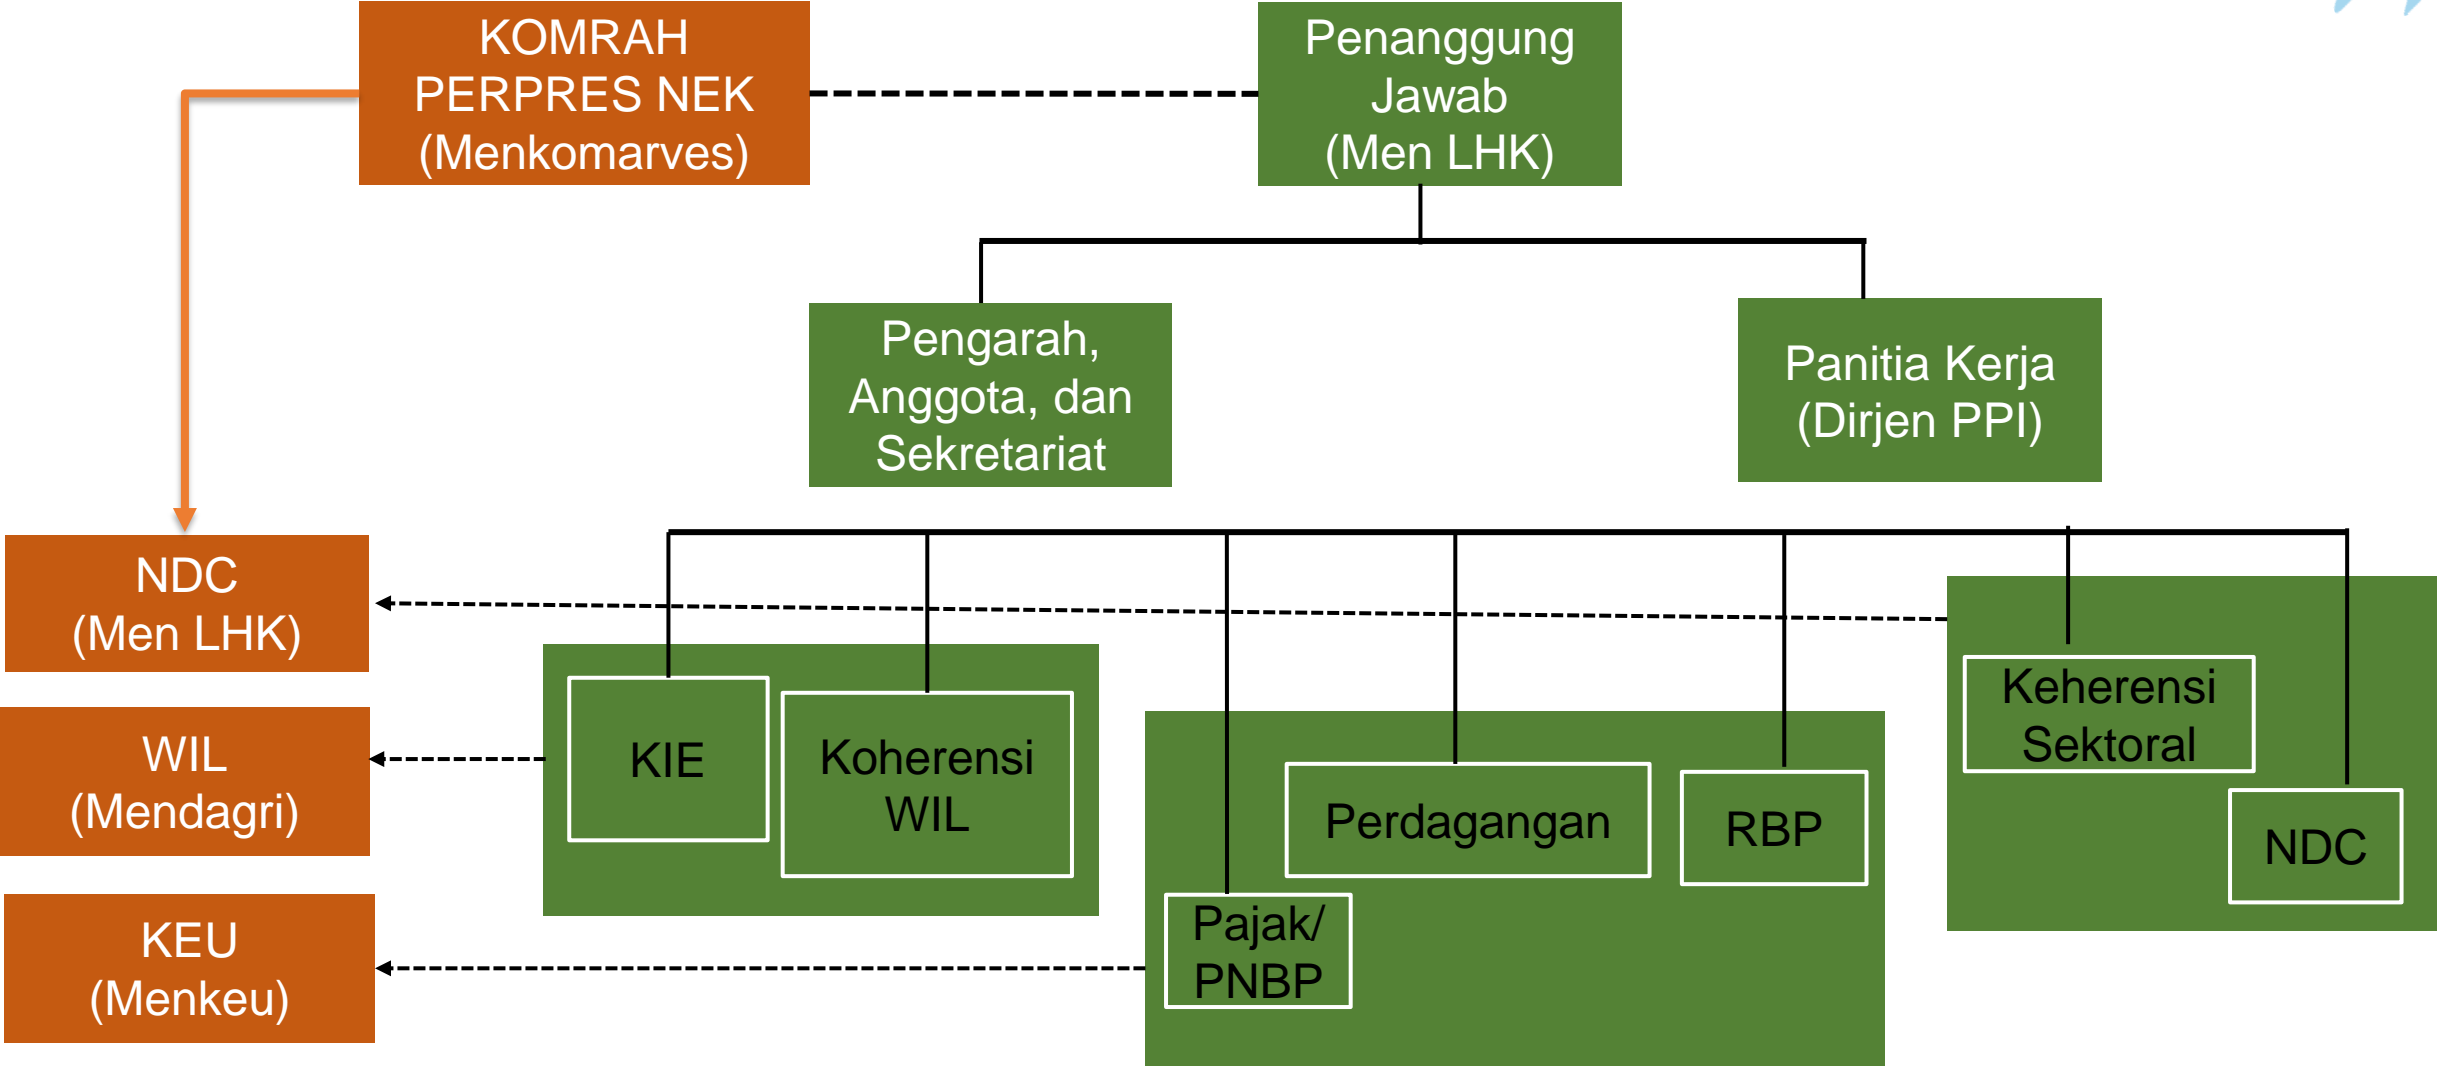 KOMRAH
PERPRES NEK
(Menkomarves)
Penanggung
Jawab
(Men LHK)
Pengarah,
Anggota, dan
Sekretariat
Panitia Kerja
(Dirjen PPI)
NDC
(Men LHK)
WIL
(Mendagri)
KEU
(Menkeu)
KIE
Koherensi
WIL
Pajak/
PNBP
Perdagangan
RBP
Keherensi
Sektoral
NDC